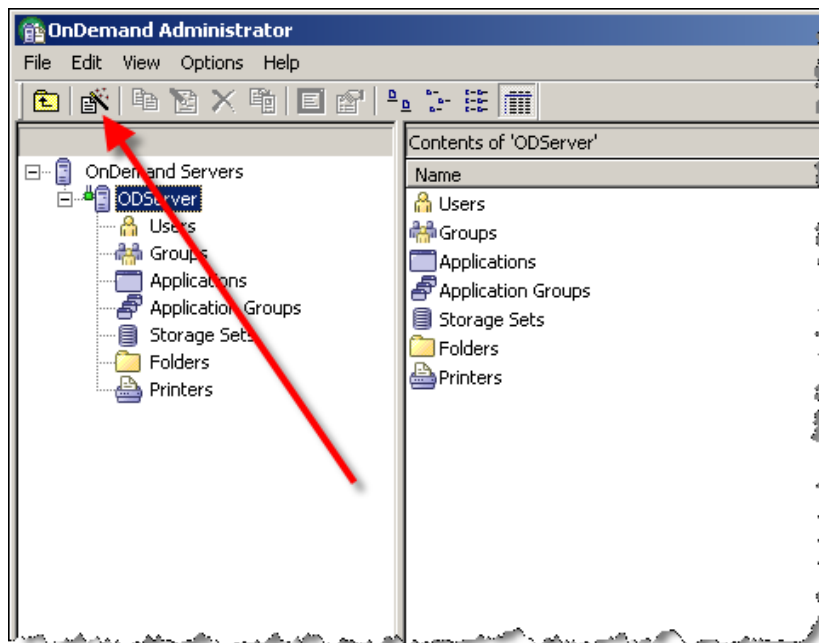 OnDemand Administrator
File Edit View Options Help
Contents of 'ODServer'
Name
OnDemand Servers
ODServer
Users
Groups
Applications
Application Groups
Storage Sets
Folders
Printers
Users
Groups
Applications
Application Groups
Storage Sets
Folders
Printers